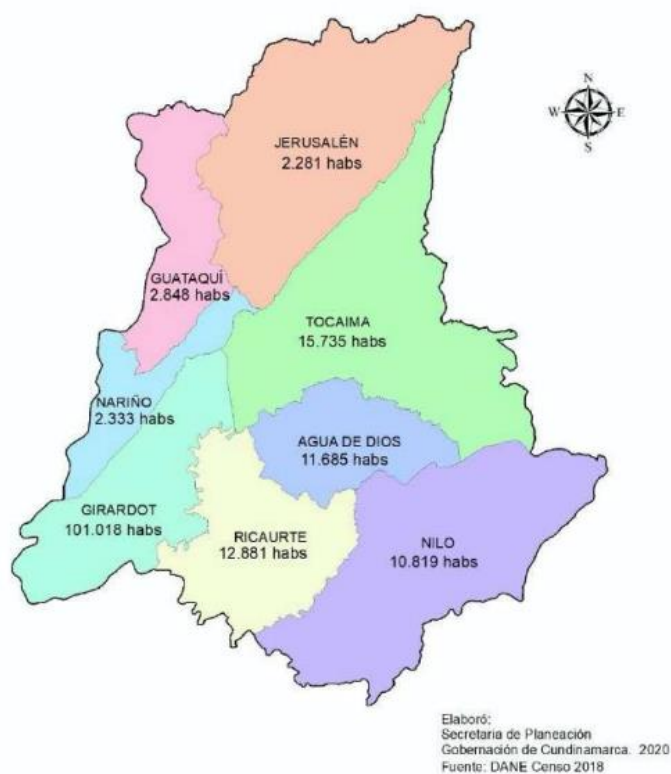 N
W E
S
JERUSALÉN
2.281 habs
GUATAQUÍ
2.848 habs
TOCAIMA
15.735 habs
NARIÑO
2.333 habs
AGUA DE DIOS
11.685 habs
GIRARDOT
101.018 habs
RICAURTE
12.881 habs
NILO
10.819 habs
Elaboró:
Secretaria de Planeación
Gobernación de Cundinamarca. 2020
Fuente: DANE Censo 2018